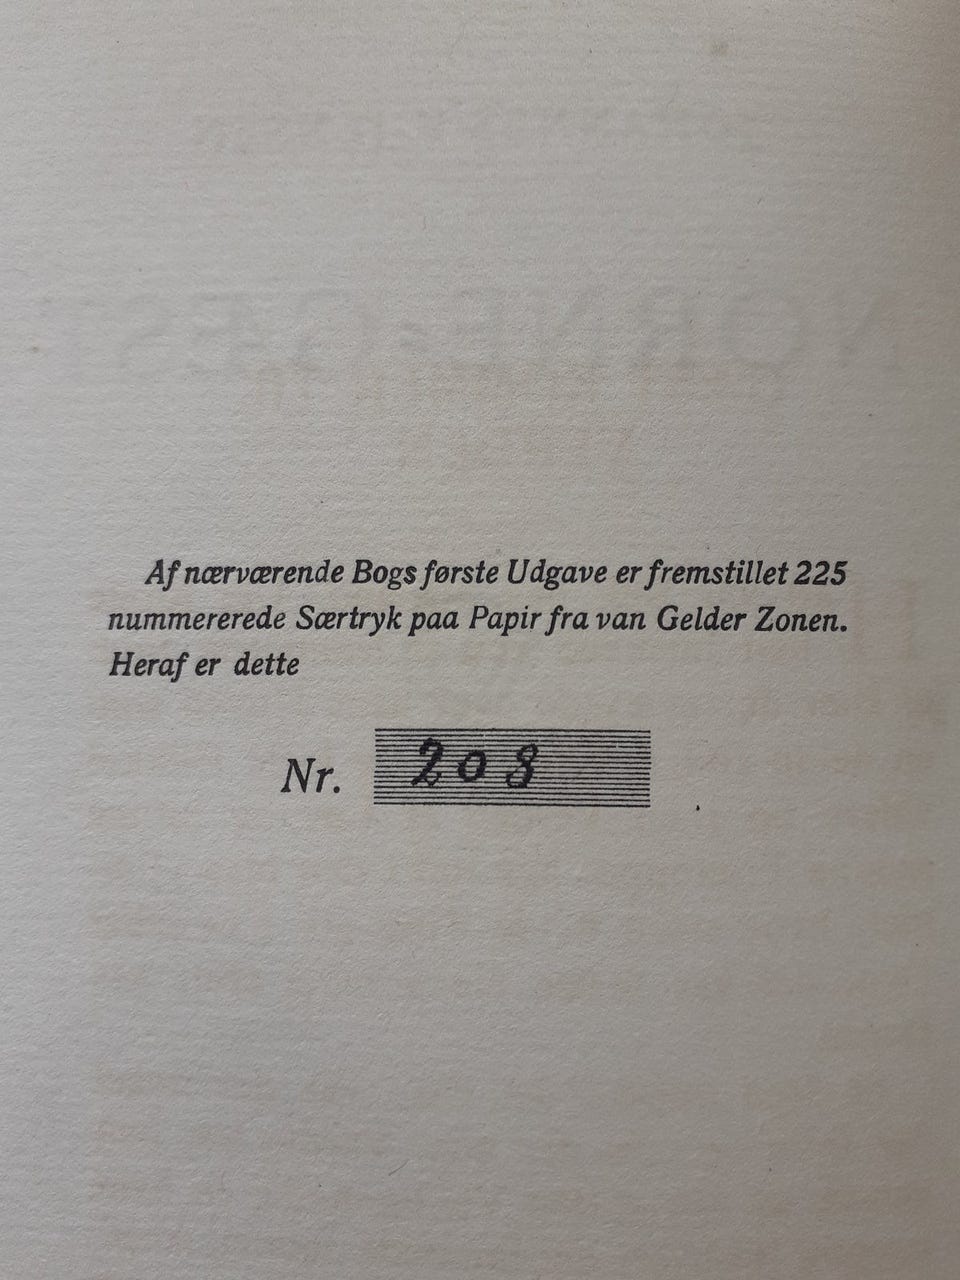 Af nærværende Bogs første Udgave er fremstillet 225
nummererede Særtryk paa Papir fra van Gelder Zonen.
Heraf er dette
Nr. 208